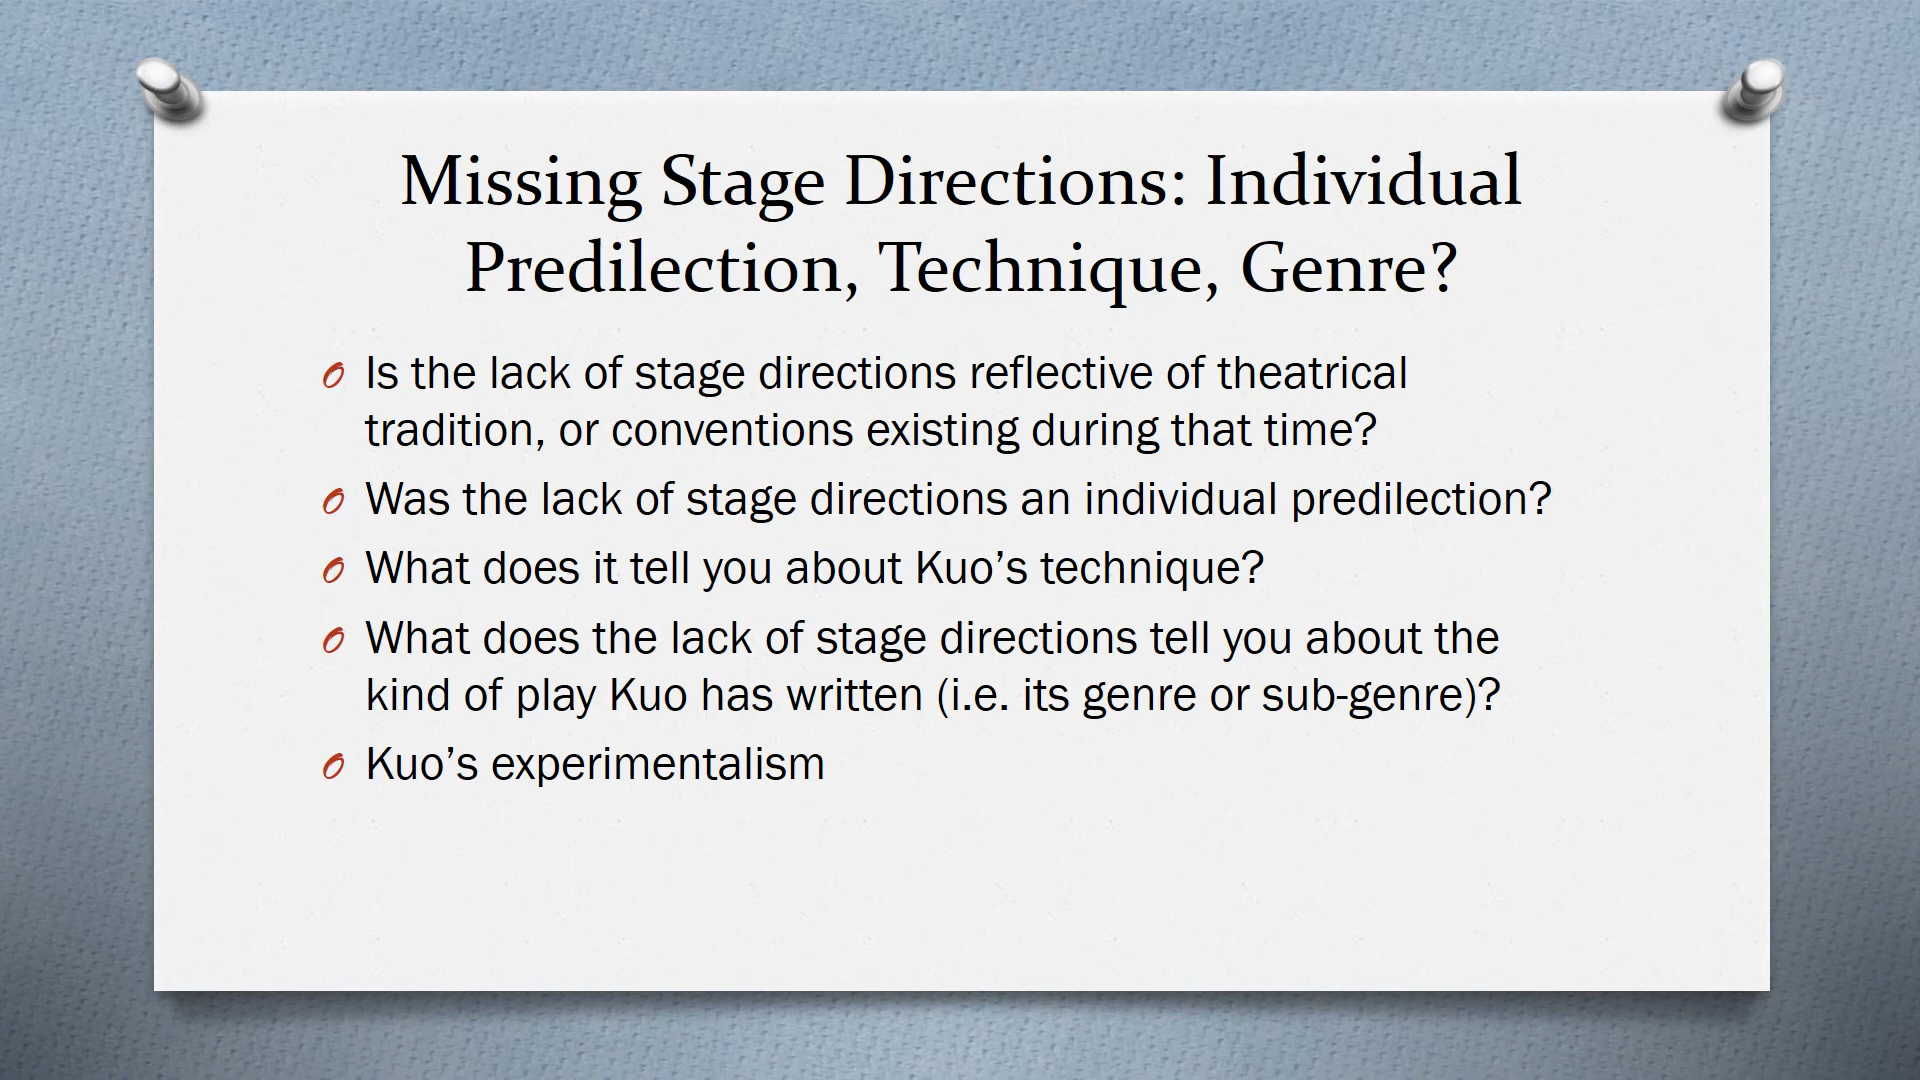 Missing Stage Directions: Individual
Predilection, Technique, Genre?
Is the lack of stage directions reflective of theatrical
tradition, or conventions existing during that time?
Was the lack of stage directions an individual predilection?
What does it tell you about Kuo’s technique?
What does the lack of stage directions tell you about the
kind of play Kuo has written (i.e. its genre or sub-genre)?
Kuo’s experimentalism